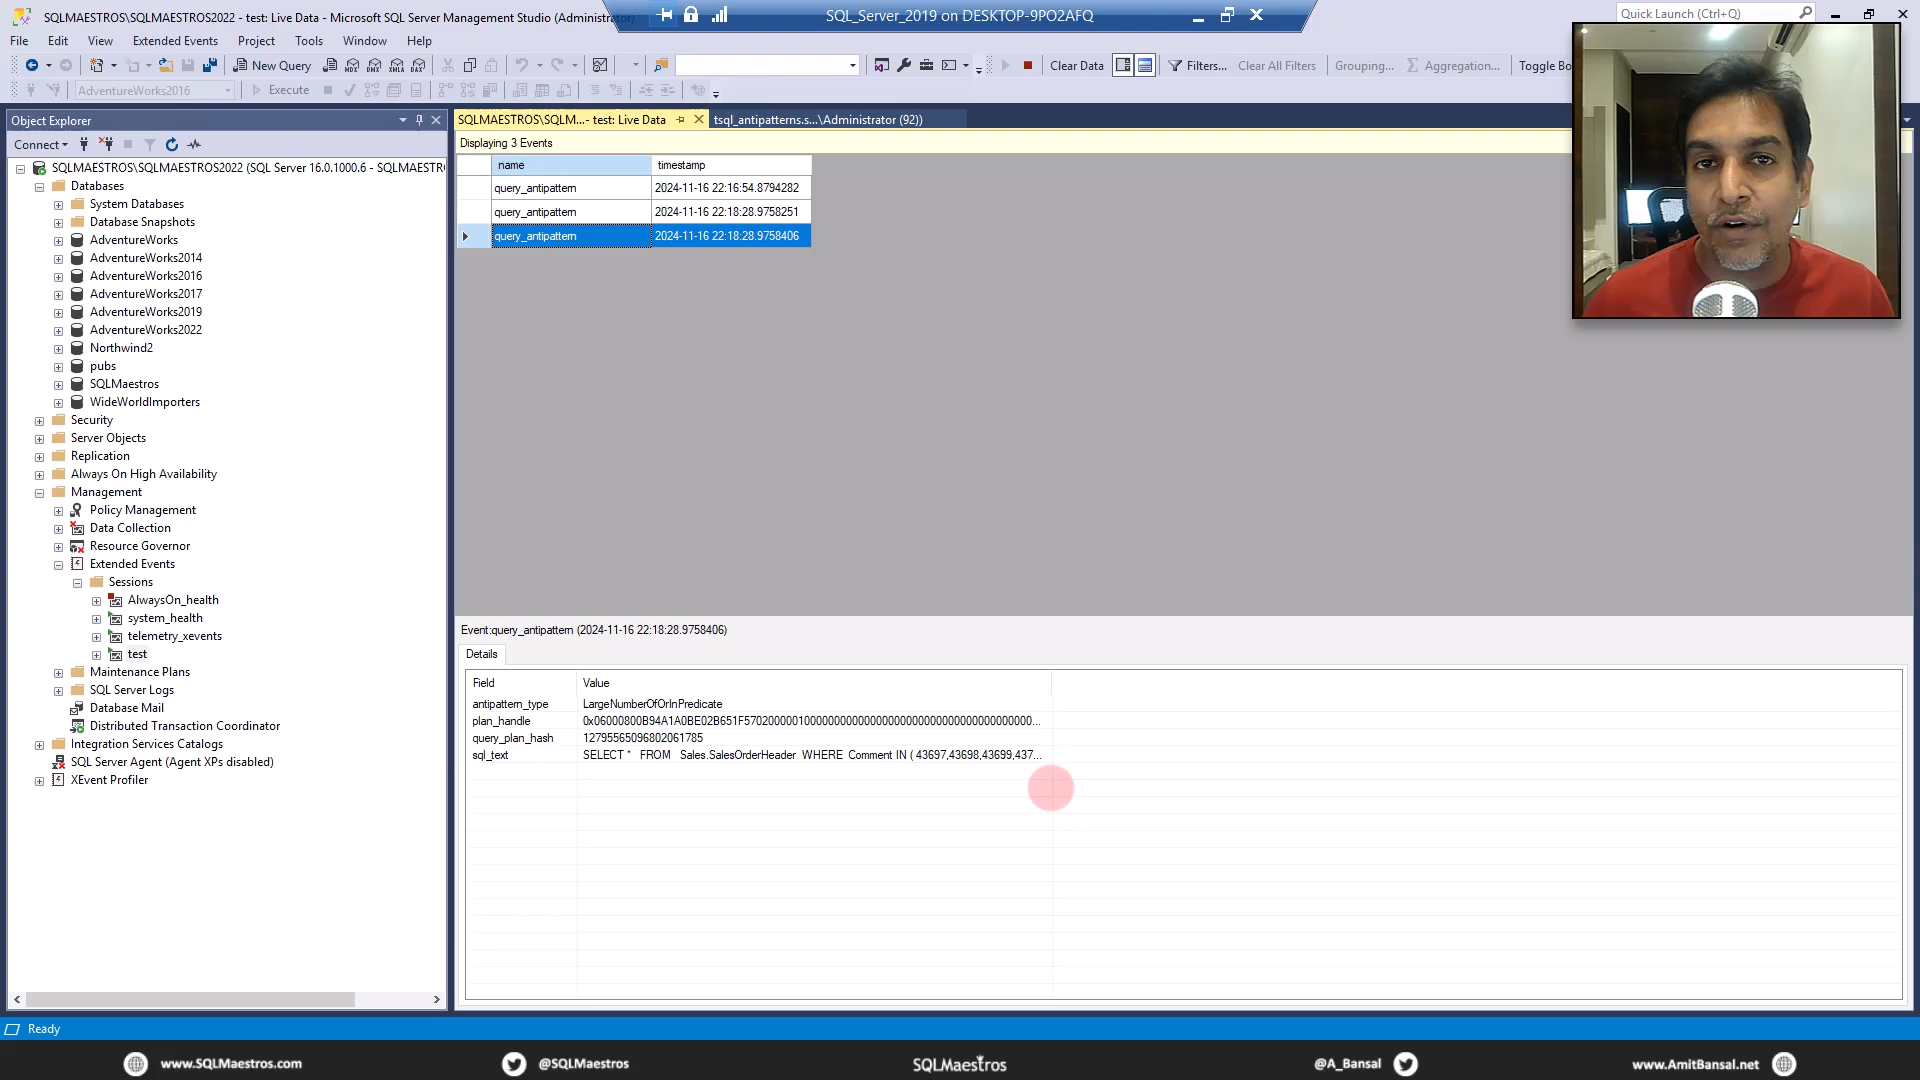 SQLMAESTROS\SQLMAESTROS2022 - test: Live Data - Microsoft SQL Server Management Studio (Administrator)
SQL_Server_2019 on DESKTOP-9PO2AFQ
Quick Launch (Ctrl+Q)
File Edit View Extended Events Project Tools Window Help
New Query
Clear Data
Filters...
Clear All Filters
Grouping...
Aggregation...
Toggle Bo
AdventureWorks2016
Execute
Object Explorer
SQLMAESTROS\SQLM...- test: Live Data
tsql_antipatterns.s...\Administrator (92))
Connect
Displaying 3 Events
name timestamp
query_antipattern 2024-11-16 22:16:54.8794282
query_antipattern 2024-11-16 22:18:28.9758251
query_antipattern 2024-11-16 22:18:28.9758406
SQLMAESTROS\SQLMAESTROS2022 (SQL Server 16.0.1000.6 - SQLMAESTR
Databases
System Databases
Database Snapshots
AdventureWorks
AdventureWorks2014
AdventureWorks2016
AdventureWorks2017
AdventureWorks2019
AdventureWorks2022
Northwind2
pubs
SQLMaestros
WideWorldImporters
Security
Server Objects
Replication
Always On High Availability
Management
Policy Management
Data Collection
Resource Governor
Extended Events
Sessions
AlwaysOn_health
system_health
telemetry_xevents
test
Maintenance Plans
SQL Server Logs
Database Mail
Distributed Transaction Coordinator
Integration Services Catalogs
SQL Server Agent (Agent XPs disabled)
XEvent Profiler
Event:query_antipattern (2024-11-16 22:18:28.9758406)
Details
Field Value
antipattern_type LargeNumberOfOrInPredicate
plan_handle
query_plan_hash 12795565096802061785
sql_text SELECT * FROM Sales.SalesOrderHeader WHERE Comment IN ( 43697,43698,43699,437...
Ready
www.SQLMaestros.com
@SQLMaestros
SQLMaestros
@A_Bansal
www.AmitBansal.net